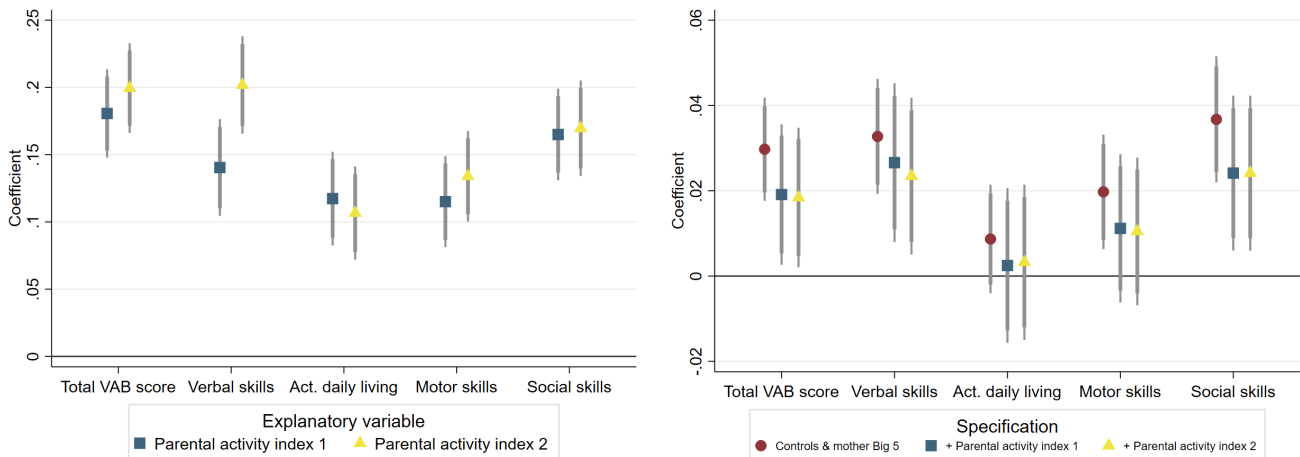 .25
.2
.15
.1
.05
0
Coefficient
Total VAB score Verbal skills Act. daily living Motor skills Social skills
Explanatory variable
Parental activity index 1 Parental activity index 2
.06
.04
.02
0
-.02
Coefficient
Total VAB score Verbal skills Act. daily living Motor skills Social skills
Specification
Controls & mother Big 5 + Parental activity index 1 + Parental activity index 2